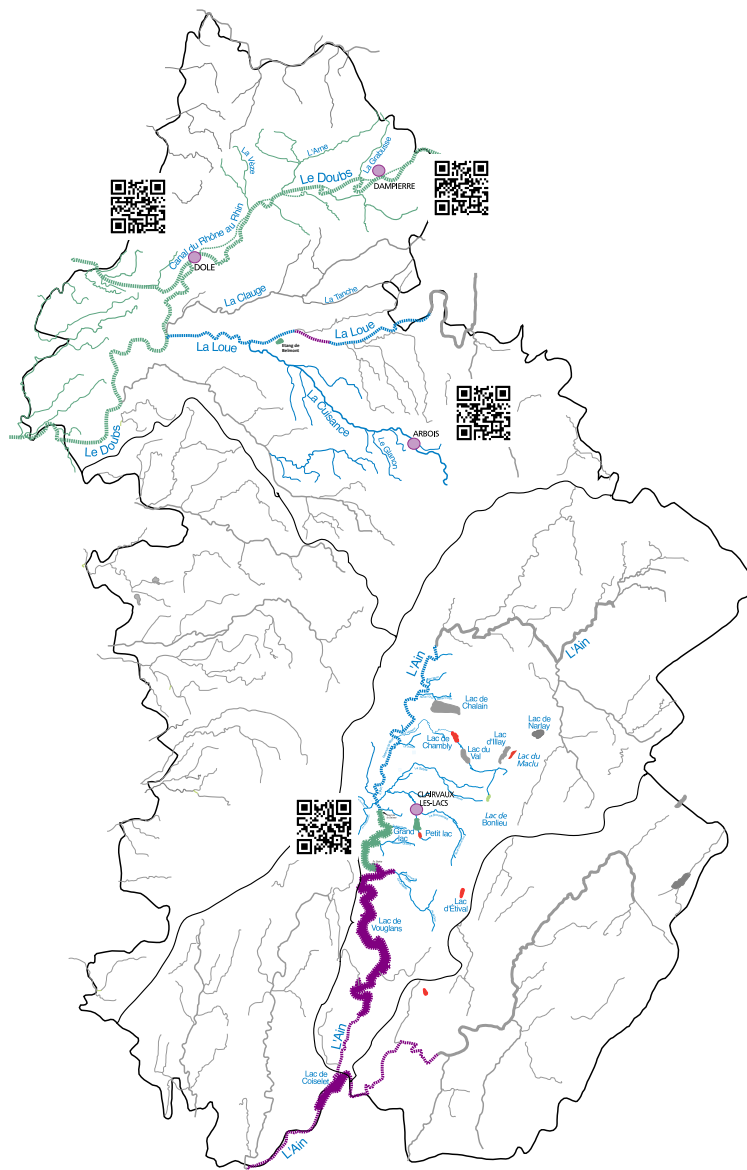 L'Arne
La Grabusse
La Vèze
Le Doubs
DAMPIERRE
Canal du Rhône au Rhin
DOLE
La Clauge
La Tanche
La Loue
La Loue
Etang de
Belmont
La Cuisance
ARBOIS
Le Glanon
Le Doubs
L'Ain
L'Ain
Lac de
Chalain
Lac de
Chambly
Lac du
Val
Lac
d'Illay
Lac de
Narlay
Lac du
Maclu
CLAIRVAUX
LES-LACS
Lac de
Bonlieu
Grand
lac
Petit lac
Lac
d'Étival
Lac de
Vouglans
L'Ain
Lac de
Coiselet
L'Ain